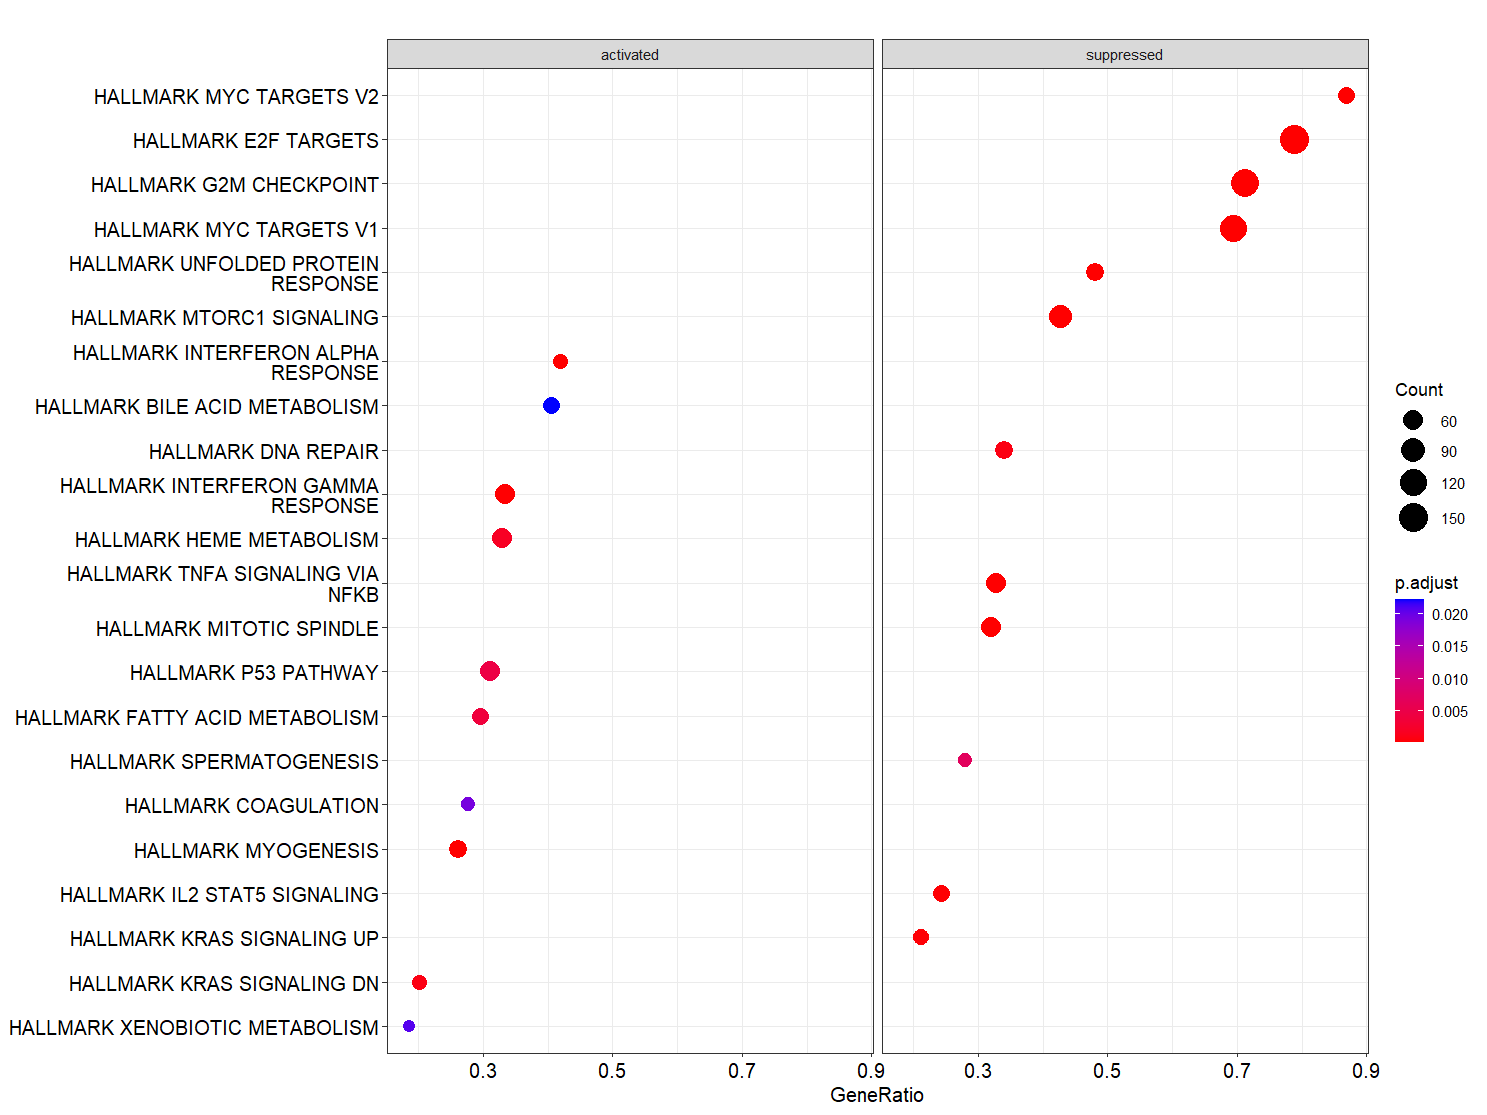 activated
suppressed
HALLMARK MYC TARGETS V2
HALLMARK E2F TARGETS
HALLMARK G2M CHECKPOINT
HALLMARK MYC TARGETS V1
HALLMARK UNFOLDED PROTEIN
RESPONSE
HALLMARK MTORC1 SIGNALING
HALLMARK INTERFERON ALPHA
RESPONSE
HALLMARK BILE ACID METABOLISM
HALLMARK DNA REPAIR
HALLMARK INTERFERON GAMMA
RESPONSE
HALLMARK HEME METABOLISM
HALLMARK TNFA SIGNALING VIA
NFKB
HALLMARK MITOTIC SPINDLE
HALLMARK P53 PATHWAY
HALLMARK FATTY ACID METABOLISM
HALLMARK SPERMATOGENESIS
HALLMARK COAGULATION
HALLMARK MYOGENESIS
HALLMARK IL2 STAT5 SIGNALING
HALLMARK KRAS SIGNALING UP
HALLMARK KRAS SIGNALING DN
HALLMARK XENOBIOTIC METABOLISM
0.3 0.5 0.7 0.9
0.3 0.5 0.7 0.9
GeneRatio
Count
60
90
120
150
p.adjust
0.020
0.015
0.010
0.005